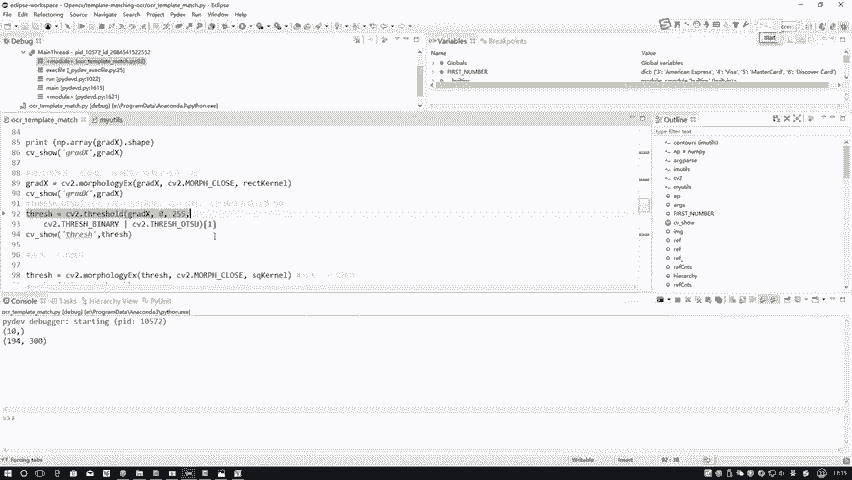 eclipse-workspace - Opencv/template-matching-ocr/ocr_template_match.py - Eclipse
File Edit Source Refactoring Navigate Search Project Pydev Run Window Help
start
Debug
MainThread - pid_10572_id_2684541522552
<module> [ocr_template_match.py:92]
execfile [_pydev_execfile.py:25]
run [pydevd.py:1022]
main [pydevd.py:1615]
<module> [pydevd.py:1621]
ocr_template_match.py [debug] [e:\ProgramData\Anaconda3\python.exe]
Variables Breakpoints
Name Value
Globals Global variables
FIRST_NUMBER dict: {'3': 'American Express', '4': 'Visa', '5': 'MasterCard', '6': 'Discover Card'}
ocr_template_match myutils
84
85 print (np.array(gradX).shape)
86 cv_show('gradX',gradX)
87
88
89 gradX = cv2.morphologyEx(gradX, cv2.MORPH_CLOSE, rectKernel)
90 cv_show('gradX',gradX)
91
92 thresh = cv2.threshold(gradX, 0, 255,
93 cv2.THRESH_BINARY | cv2.THRESH_OTSU)[1]
94 cv_show('thresh',thresh)
95
96
98 thresh = cv2.morphologyEx(thresh, cv2.MORPH_CLOSE, sqKernel) #
Outline
type filter text
contours (imutils)
np = numpy
argparse
imutils
cv2
myutils
ap
args
FIRST_NUMBER
cv_show
img
ref
ref
ref_
refCnts
hierarchy
refCnts
Console Tasks Hierarchy View PyUnit
ocr_template_match.py [debug] [e:\ProgramData\Anaconda3\python.exe]
pydev debugger: starting (pid: 10572)
(10,)
(194, 300)
>>>
Forcing tabs Writable Insert 92 : 38